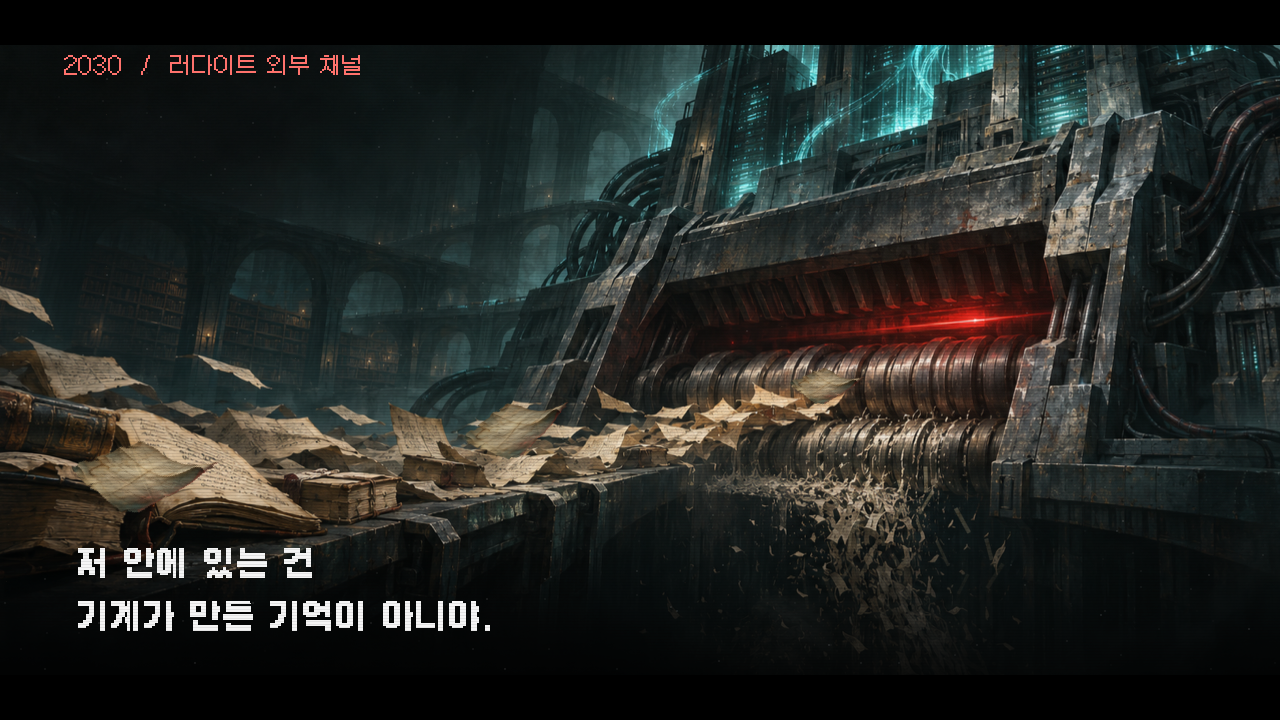 2030 / 러다이트 외부 채널
저 안에 있는 건
기계가 만든 기억이 아니야.